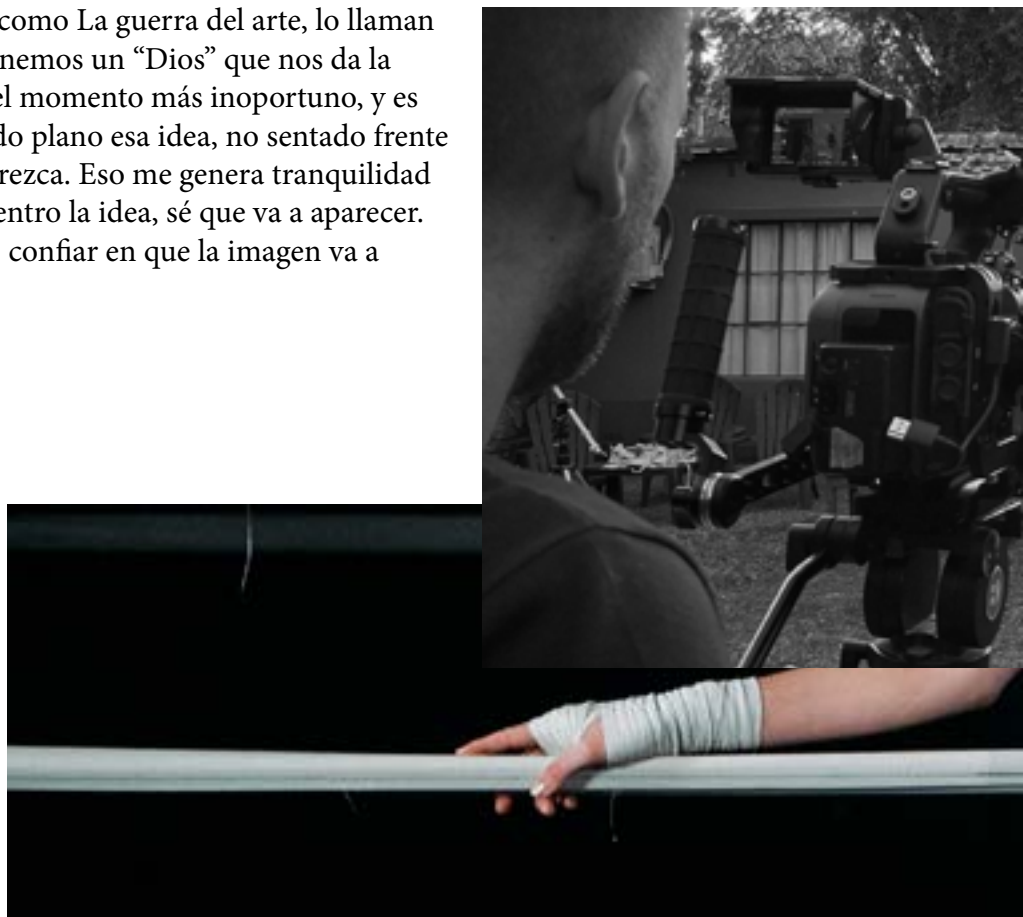 como La guerra del arte, lo llaman
nemos un “Dios” que nos da la
el momento más inoportuno, y es
do plano esa idea, no sentado frente
rezca. Eso me genera tranquilidad
entro la idea, sé que va a aparecer.
confiar en que la imagen va a